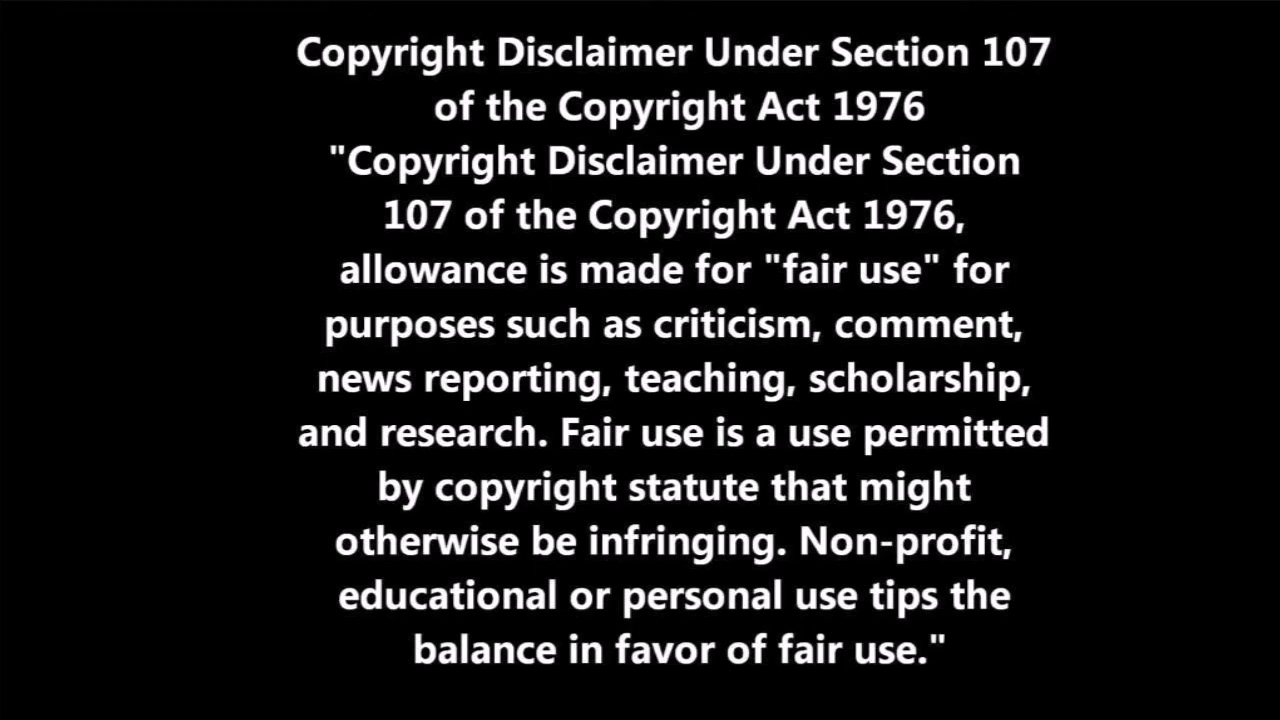 Copyright Disclaimer Under Section 107
of the Copyright Act 1976
"Copyright Disclaimer Under Section
107 of the Copyright Act 1976,
allowance is made for "fair use" for
purposes such as criticism, comment,
news reporting, teaching, scholarship,
and research. Fair use is a use permitted
by copyright statute that might
otherwise be infringing. Non-profit,
educational or personal use tips the
balance in favor of fair use."